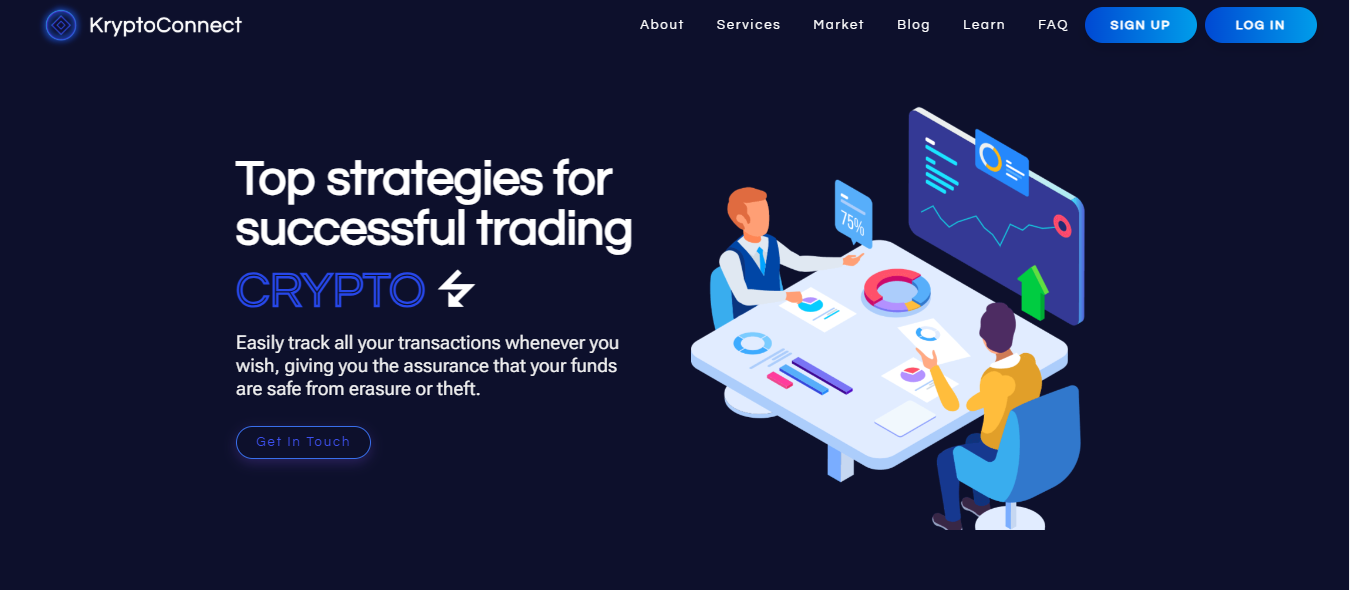 KryptoConnect
About Services Market Blog Learn FAQ SIGN UP LOG IN
Top strategies for
successful trading
CRYPTO
Easily track all your transactions whenever you
wish, giving you the assurance that your funds
are safe from erasure or theft.
Get In Touch
75%